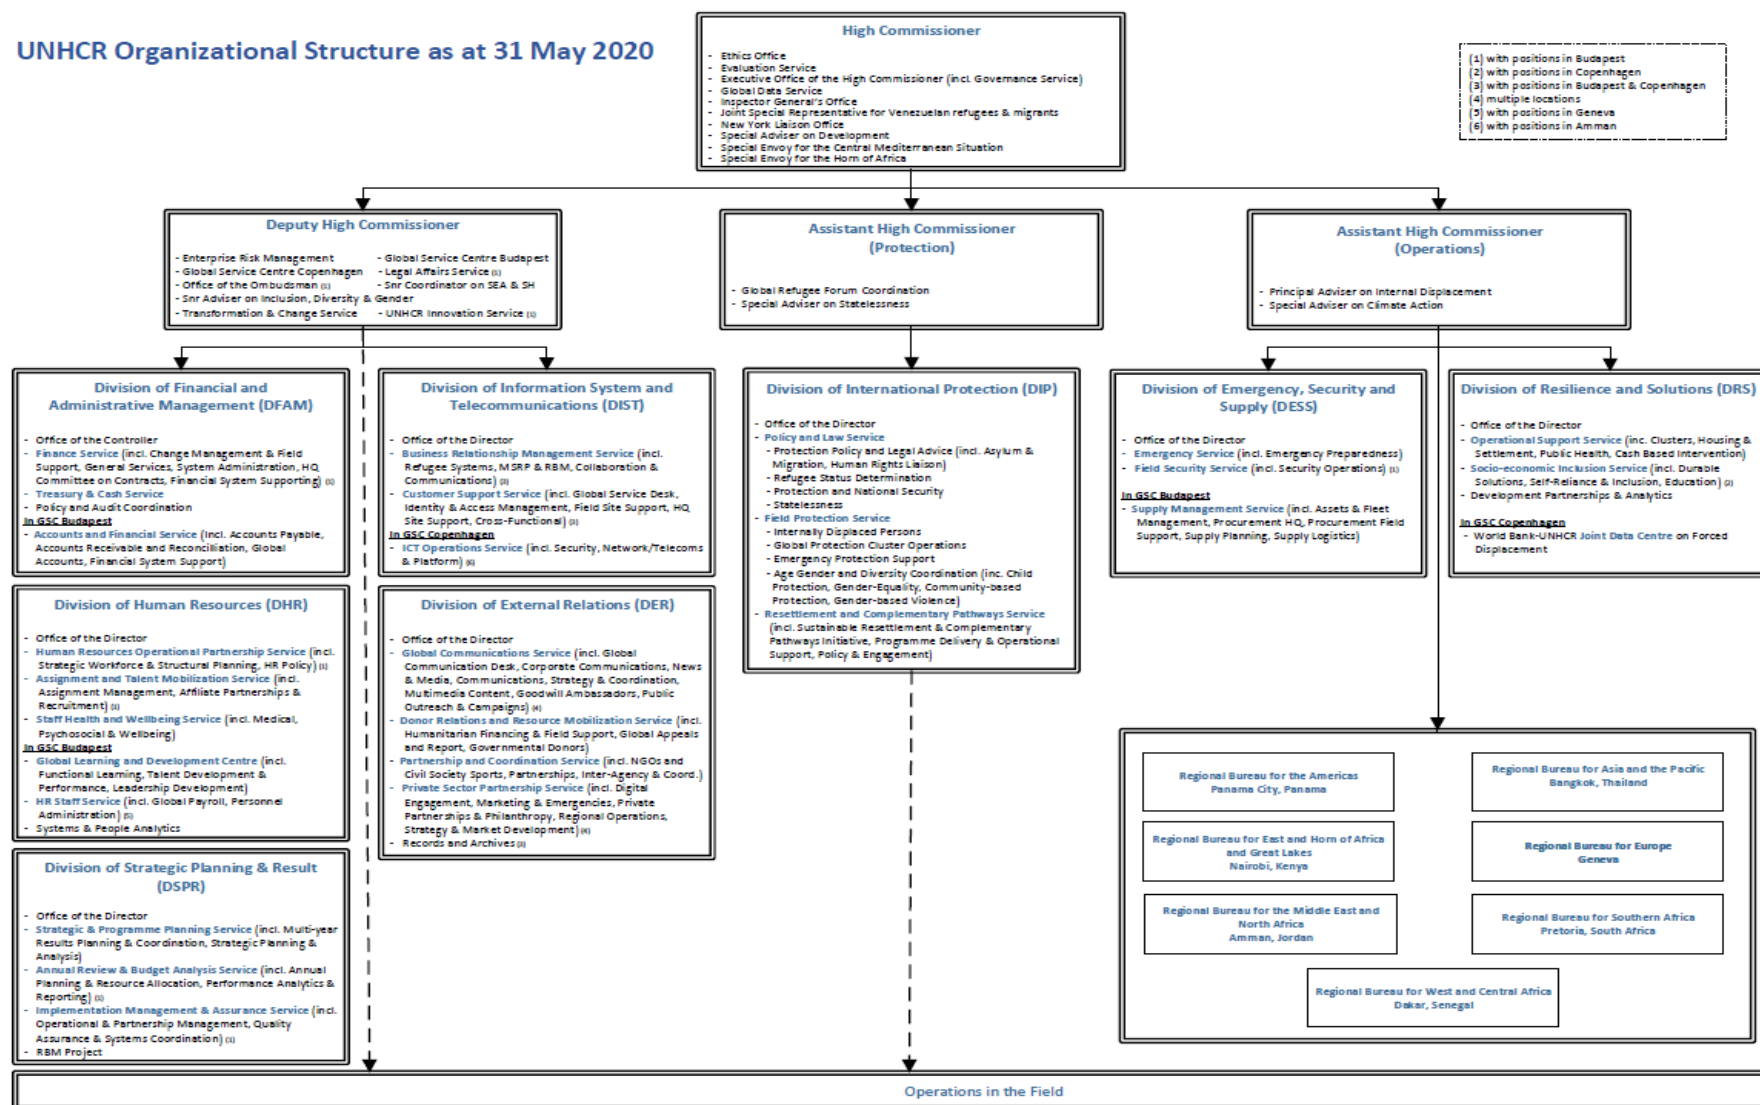 UNHCR Organizational Structure as at 31 May 2020
High Commissioner
- Ethics Office
- Evaluation Service
- Executive Office of the High Commissioner (incl. Governance Service)
- Global Data Service
- Inspector General's Office
- Joint Special Representative for Venezuelan refugees & migrants
- New York Liaison Office
- Special Adviser on Development
- Special Envoy for the Central Mediterranean Situation
- Special Envoy for the Horn of Africa
(1) with positions in Budapest
(2) with positions in Copenhagen
(3) with positions in Budapest & Copenhagen
(4) multiple locations
(5) with positions in Geneva
(6) with positions in Amman
Deputy High Commissioner
- Enterprise Risk Management
- Global Service Centre Budapest
- Global Service Centre Copenhagen
- Legal Affairs Service (1)
- Office of the Ombudsman (1)
- Snr Coordinator on SEA & SH
- Snr Adviser on Inclusion, Diversity & Gender
- Transformation & Change Service
- UNHCR Innovation Service (1)
Assistant High Commissioner
(Protection)
- Global Refugee Forum Coordination
- Special Adviser on Statelessness
Assistant High Commissioner
(Operations)
- Principal Adviser on Internal Displacement
- Special Adviser on Climate Action
Division of Financial and
Administrative Management (DFAM)
- Office of the Controller
- Finance Service (incl. Change Management & Field
Support, General Services, System Administration, HQ
Committee on Contracts, Financial System Supporting) (1)
- Treasury & Cash Service
- Policy and Audit Coordination
In GSC Budapest
- Accounts and Financial Service (Incl. Accounts Payable,
Accounts Receivable and Reconciliation, Global
Accounts, Financial System Support)
Division of Information System and
Telecommunications (DIST)
- Office of the Director
- Business Relationship Management Service (incl.
Refugee Systems, MSRP & RBM, Collaboration &
Communications) (3)
- Customer Support Service (incl. Global Service Desk,
Identity & Access Management, Field Site Support, HQ
Site Support, Cross-Functional) (3)
In GSC Copenhagen
- ICT Operations Service (incl. Security, Network/Telecoms
& Platform) (6)
Division of International Protection (DIP)
- Office of the Director
- Policy and Law Service
- Protection Policy and Legal Advice (incl. Asylum &
Migration, Human Rights Liaison)
- Refugee Status Determination
- Protection and National Security
- Statelessness
- Field Protection Service
- Internally Displaced Persons
- Global Protection Cluster Operations
- Emergency Protection Support
- Age Gender and Diversity Coordination (inc. Child
Protection, Gender-Equality, Community-based
Protection, Gender-based Violence)
- Resettlement and Complementary Pathways Service
(incl. Sustainable Resettlement & Complementary
Pathways Initiative, Programme Delivery & Operational
Support, Policy & Engagement)
Division of Emergency, Security and
Supply (DESS)
- Office of the Director
- Emergency Service (incl. Emergency Preparedness)
- Field Security Service (incl. Security Operations) (1)
In GSC Budapest
- Supply Management Service (incl. Assets & Fleet
Management, Procurement HQ, Procurement Field
Support, Supply Planning, Supply Logistics)
Division of Resilience and Solutions (DRS)
- Office of the Director
- Operational Support Service (inc. Clusters, Housing &
Settlement, Public Health, Cash Based Intervention)
- Socio-economic Inclusion Service (incl. Durable
Solutions, Self-Reliance & Inclusion, Education) (2)
- Development Partnerships & Analytics
In GSC Copenhagen
- World Bank-UNHCR Joint Data Centre on Forced
Displacement
Division of Human Resources (DHR)
- Office of the Director
- Human Resources Operational Partnership Service (incl.
Strategic Workforce & Structural Planning, HR Policy) (1)
- Assignment and Talent Mobilization Service (incl.
Assignment Management, Affiliate Partnerships &
Recruitment) (1)
- Staff Health and Wellbeing Service (incl. Medical,
Psychosocial & Wellbeing)
In GSC Budapest
- Global Learning and Development Centre (incl.
Functional Learning, Talent Development &
Performance, Leadership Development)
- HR Staff Service (incl. Global Payroll, Personnel
Administration) (5)
- Systems & People Analytics
Division of External Relations (DER)
- Office of the Director
- Global Communications Service (incl. Global
Communication Desk, Corporate Communications, News
& Media, Communications, Strategy & Coordination,
Multimedia Content, Goodwill Ambassadors, Public
Outreach & Campaigns) (4)
- Donor Relations and Resource Mobilization Service (incl.
Humanitarian Financing & Field Support, Global Appeals
and Report, Governmental Donors)
- Partnership and Coordination Service (incl. NGOs and
Civil Society Sports, Partnerships, Inter-Agency & Coord.)
- Private Sector Partnership Service (incl. Digital
Engagement, Marketing & Emergencies, Private
Partnerships & Philanthropy, Regional Operations,
Strategy & Market Development) (4)
- Records and Archives (3)
Division of Strategic Planning & Result
(DSPR)
- Office of the Director
- Strategic & Programme Planning Service (incl. Multi-year
Results Planning & Coordination, Strategic Planning &
Analysis)
- Annual Review & Budget Analysis Service (incl. Annual
Planning & Resource Allocation, Performance Analytics &
Reporting) (1)
- Implementation Management & Assurance Service (incl.
Operational & Partnership Management, Quality
Assurance & Systems Coordination) (1)
- RBM Project
Regional Bureau for the Americas
Panama City, Panama
Regional Bureau for Asia and the Pacific
Bangkok, Thailand
Regional Bureau for East and Horn of Africa
and Great Lakes
Nairobi, Kenya
Regional Bureau for Europe
Geneva
Regional Bureau for the Middle East and
North Africa
Amman, Jordan
Regional Bureau for Southern Africa
Pretoria, South Africa
Regional Bureau for West and Central Africa
Dakar, Senegal
Operations in the Field